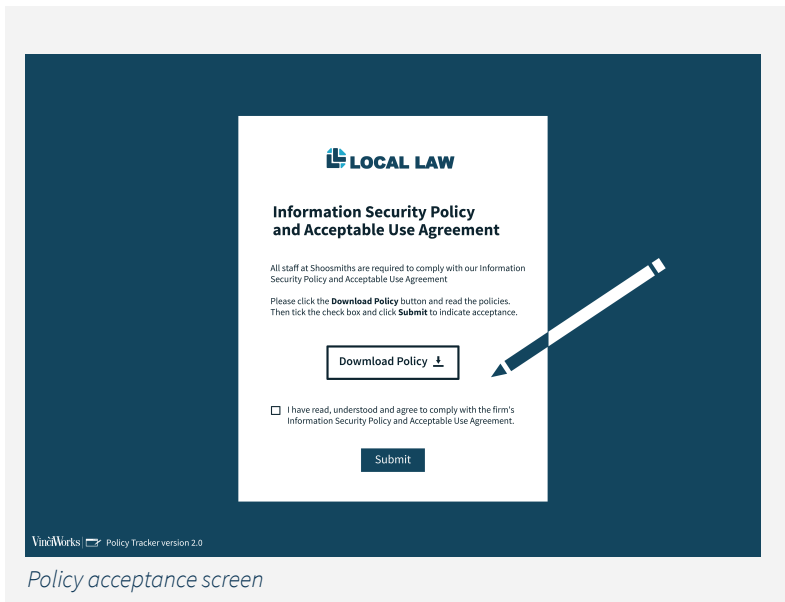 LOCAL LAW
Information Security Policy
and Acceptable Use Agreement
All staff at Shoosmiths are required to comply with our Information
Security Policy and Acceptable Use Agreement
Please click the Download Policy button and read the policies.
Then tick the check box and click Submit to indicate acceptance.
Dowmload Policy
I have read, understood and agree to comply with the firm's
Information Security Policy and Acceptable Use Agreement.
Submit
VinciWorks Policy Tracker version 2.0
Policy acceptance screen